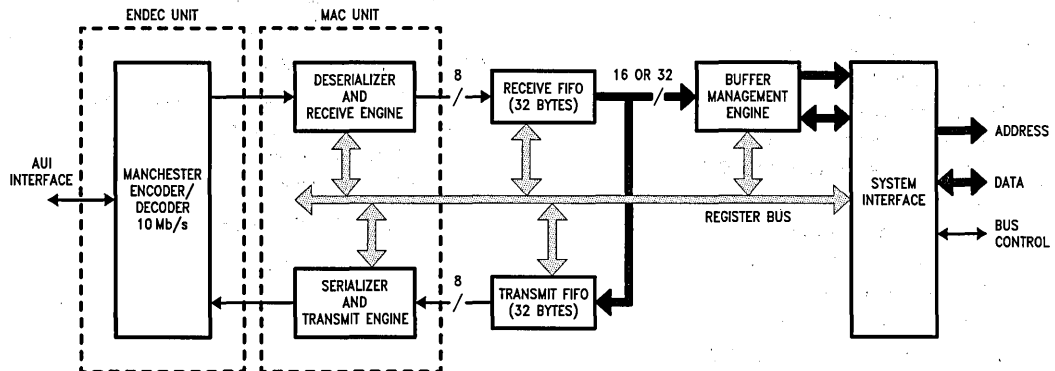 ENDEC UNIT
MAC UNIT
AUI
INTERFACE
MANCHESTER
ENCODER/
DECODER
10 Mb/s
DESERIALIZER
AND
RECEIVE ENGINE
8
RECEIVE FIFO
(32 BYTES)
16 OR 32
BUFFER
MANAGEMENT
ENGINE
SYSTEM
INTERFACE
ADDRESS
DATA
BUS
CONTROL
REGISTER BUS
SERIALIZER
AND
TRANSMIT ENGINE
8
TRANSMIT FIFO
(32 BYTES)